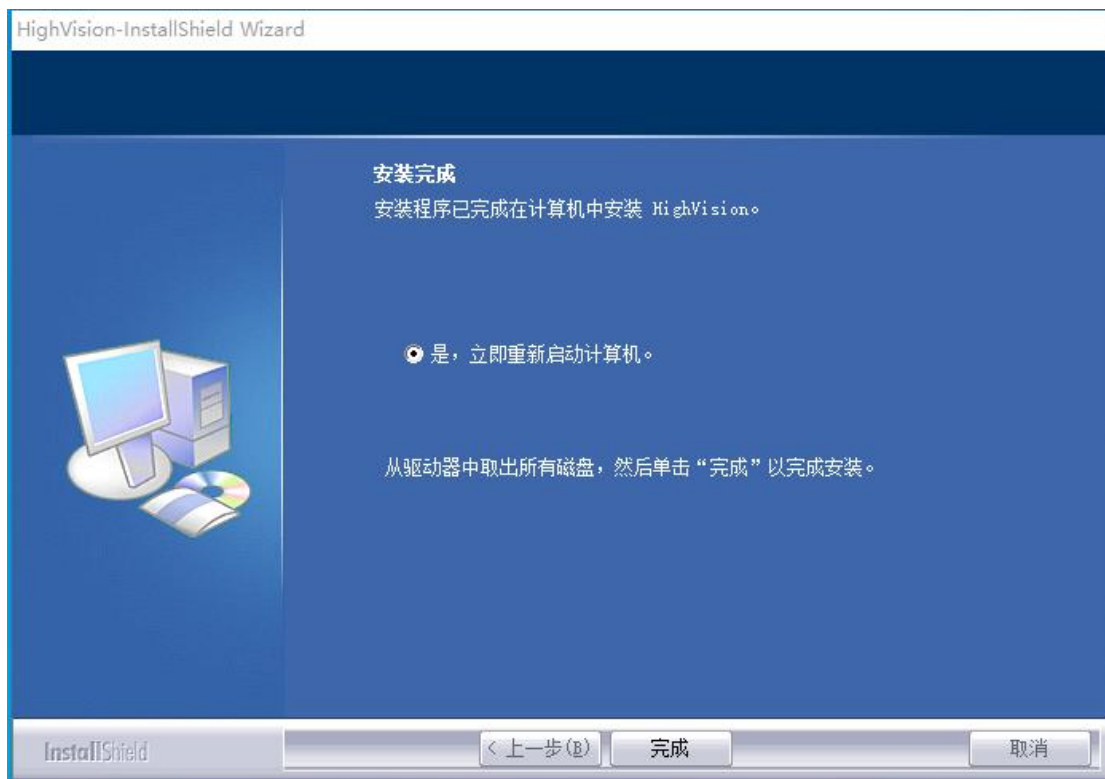 HighVision-InstallShield Wizard
安装完成
安装程序已完成在计算机中安装 HighVision。
是，立即重新启动计算机。
从驱动器中取出所有磁盘，然后单击“完成”以完成安装。
InstallShield
< 上一步(B)
完成
取消